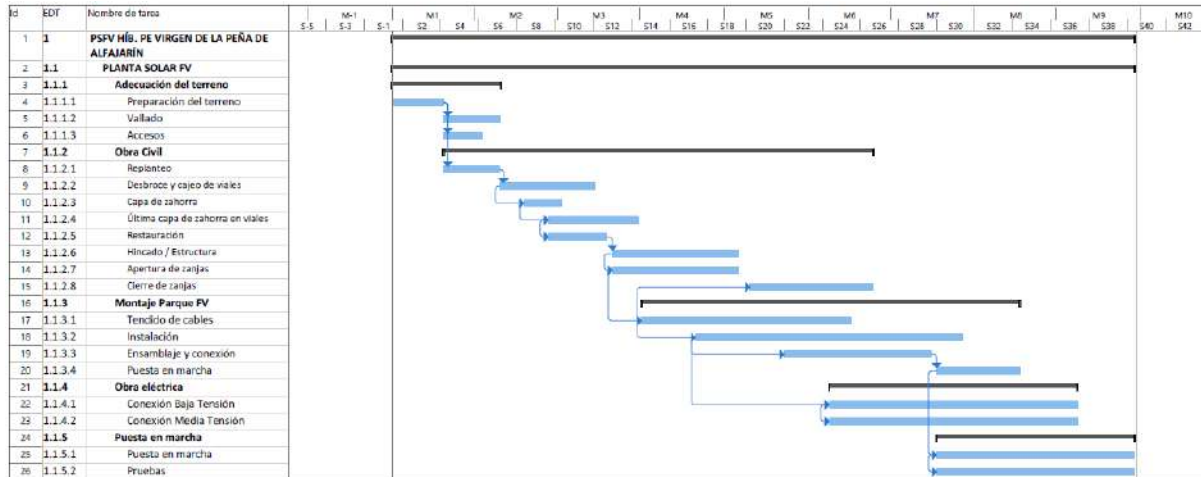 Id EDT Nombre de tarea M-1 M1 M2 M3 M4 M5 M6 M7 M8 M9 M10
S-5 S-3 S-1 S2 S4 S6 S8 S10 S12 S14 S16 S18 S20 S22 S24 S26 S28 S30 S32 S34 S36 S38 S40 S42
1 1 PSFV HÍB. PE VIRGEN DE LA PEÑA DE
ALFAJARÍN
2 1.1 PLANTA SOLAR FV
3 1.1.1 Adecuación del terreno
4 1.1.1.1 Preparación del terreno
5 1.1.1.2 Vallado
6 1.1.1.3 Accesos
7 1.1.2 Obra Civil
8 1.1.2.1 Replanteo
9 1.1.2.2 Desbroce y cajeo de viales
10 1.1.2.3 Capa de zahorra
11 1.1.2.4 Última capa de zahorra en viales
12 1.1.2.5 Restauración
13 1.1.2.6 Hincado / Estructura
14 1.1.2.7 Apertura de zanjas
15 1.1.2.8 Cierre de zanjas
16 1.1.3 Montaje Parque FV
17 1.1.3.1 Tendido de cables
18 1.1.3.2 Instalación
19 1.1.3.3 Ensamblaje y conexión
20 1.1.3.4 Puesta en marcha
21 1.1.4 Obra eléctrica
22 1.1.4.1 Conexión Baja Tensión
23 1.1.4.2 Conexión Media Tensión
24 1.1.5 Puesta en marcha
25 1.1.5.1 Puesta en marcha
26 1.1.5.2 Pruebas